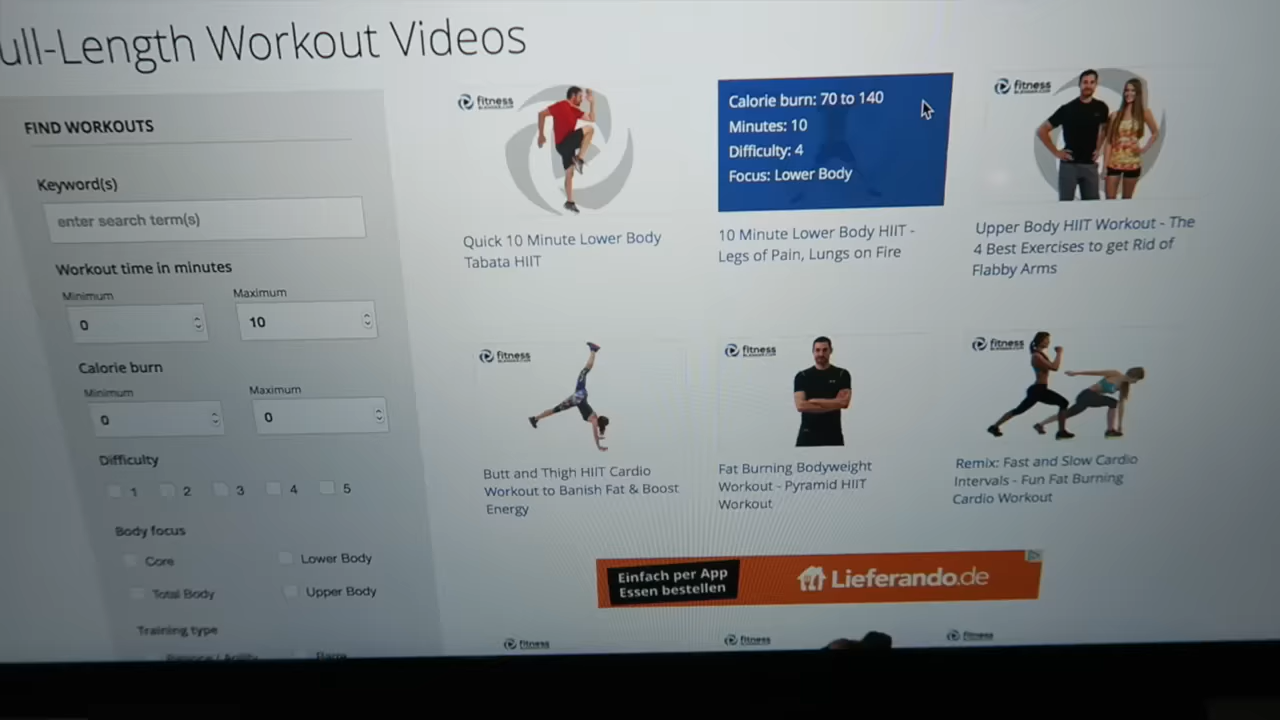 ull-Length Workout Videos
FIND WORKOUTS
Keyword(s)
enter search term(s)
Workout time in minutes
Minimum
Maximum
0
10
Calorie burn
Minimum
Maximum
0
0
Difficulty
1
2
3
4
5
Body focus
Core
Lower Body
Total Body
Upper Body
Training type
Barre
fitness
Quick 10 Minute Lower Body
Tabata HIIT
Calorie burn: 70 to 140
Minutes: 10
Difficulty: 4
Focus: Lower Body
10 Minute Lower Body HIIT -
Legs of Pain, Lungs on Fire
fitness
Upper Body HIIT Workout - The
4 Best Exercises to get Rid of
Flabby Arms
fitness
Butt and Thigh HIIT Cardio
Workout to Banish Fat & Boost
Energy
fitness
Fat Burning Bodyweight
Workout - Pyramid HIIT
Workout
fitness
Remix: Fast and Slow Cardio
Intervals - Fun Fat Burning
Cardio Workout
Einfach per App
Essen bestellen
Lieferando.de
fitness
fitness
fitness